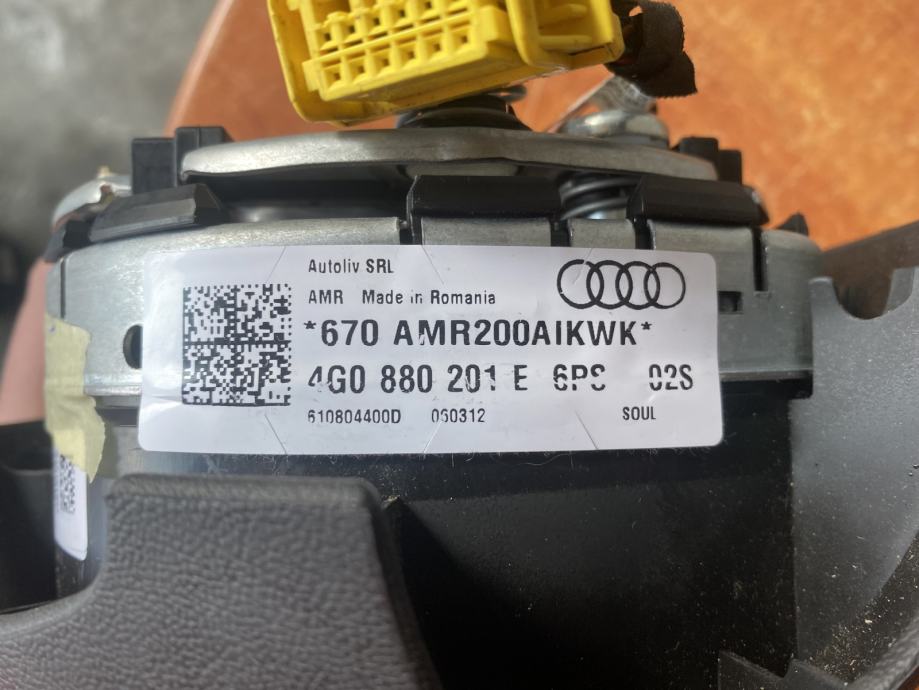 Autoliv SRL
AMR Made in Romania
*670 AMR200AIKWK*
4G0 880 201 E 6PS 02S
610804400D 060312 SOUL